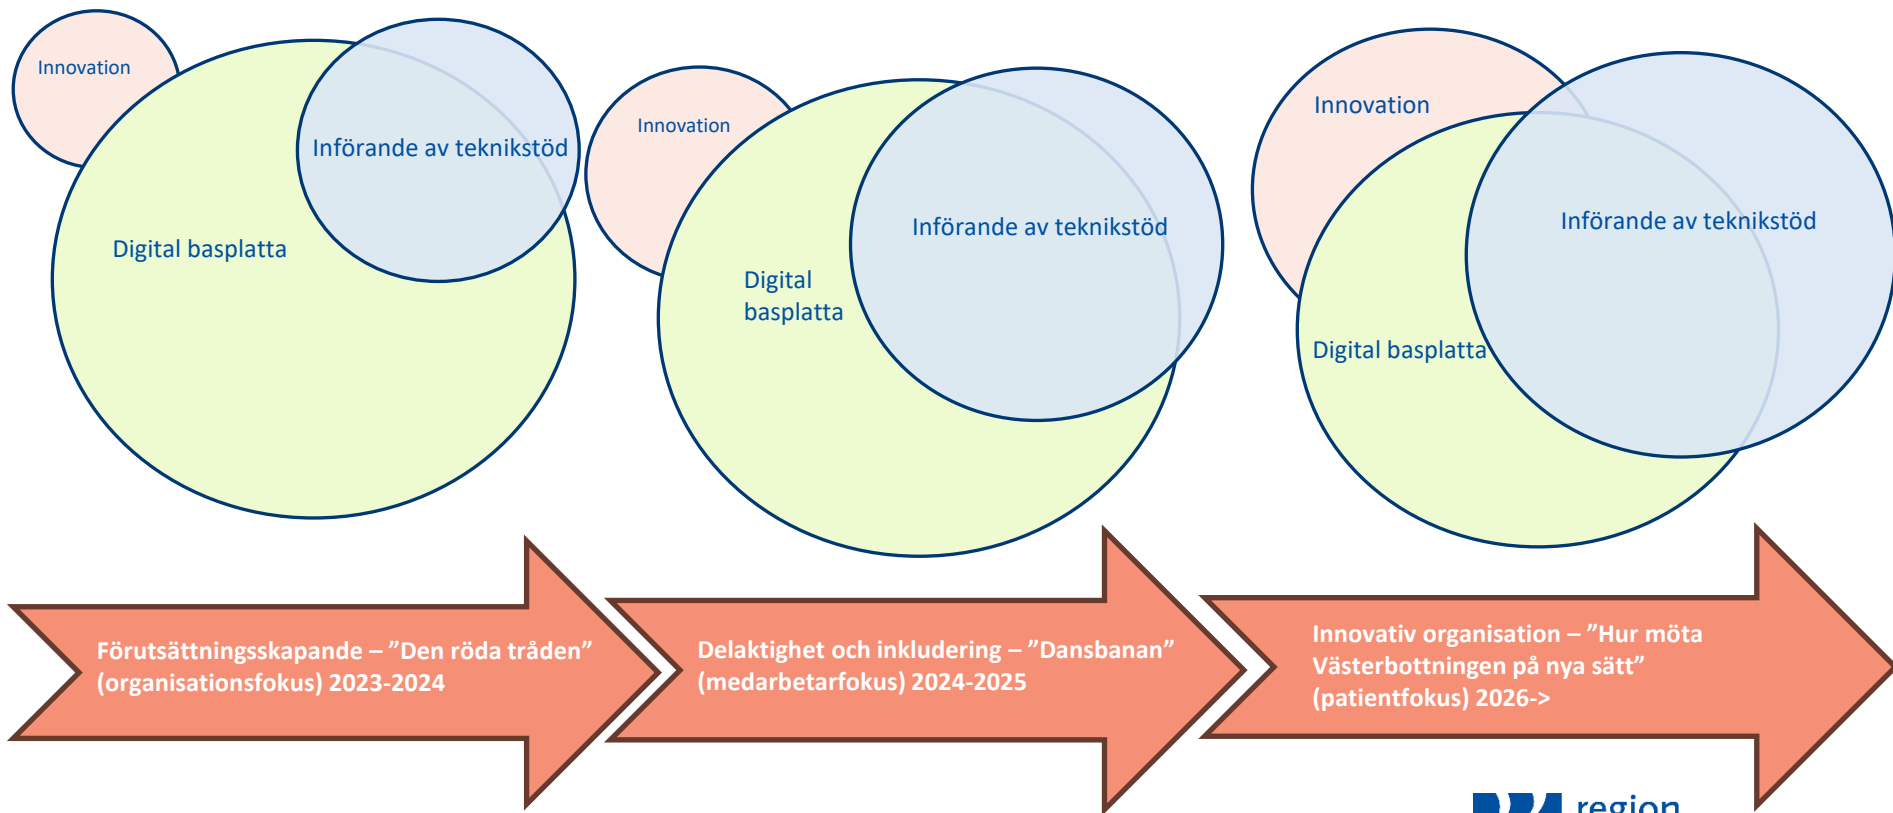 Innovation
Införande av teknikstöd
Digital basplatta
Innovation
Införande av teknikstöd
Digital
basplatta
Innovation
Införande av teknikstöd
Digital basplatta
Förutsättningsskapande – ”Den röda tråden”
(organisationsfokus) 2023-2024
Delaktighet och inkludering – ”Dansbanan”
(medarbetarfokus) 2024-2025
Innovativ organisation – ”Hur möta
Västerbottningen på nya sätt”
(patientfokus) 2026->
region